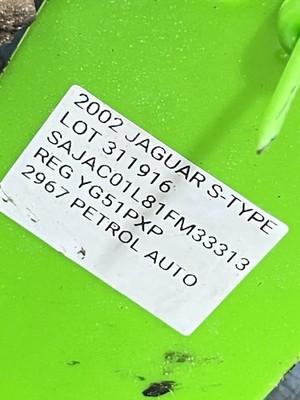 2002 JAGUAR S-TYPE
LOT 311916
SAJAC01L81FM33313
REG YG51PXP
2967 PETROL AUTO